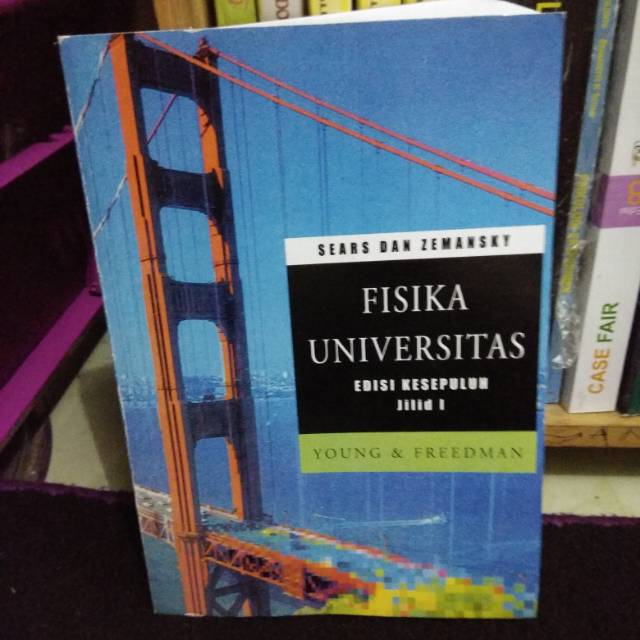 SEARS DAN ZEMANSKY
FISIKA
UNIVERSITAS
EDISI KESEPULUH
Jilid I
YOUNG & FREEDMAN
CASE FAIR